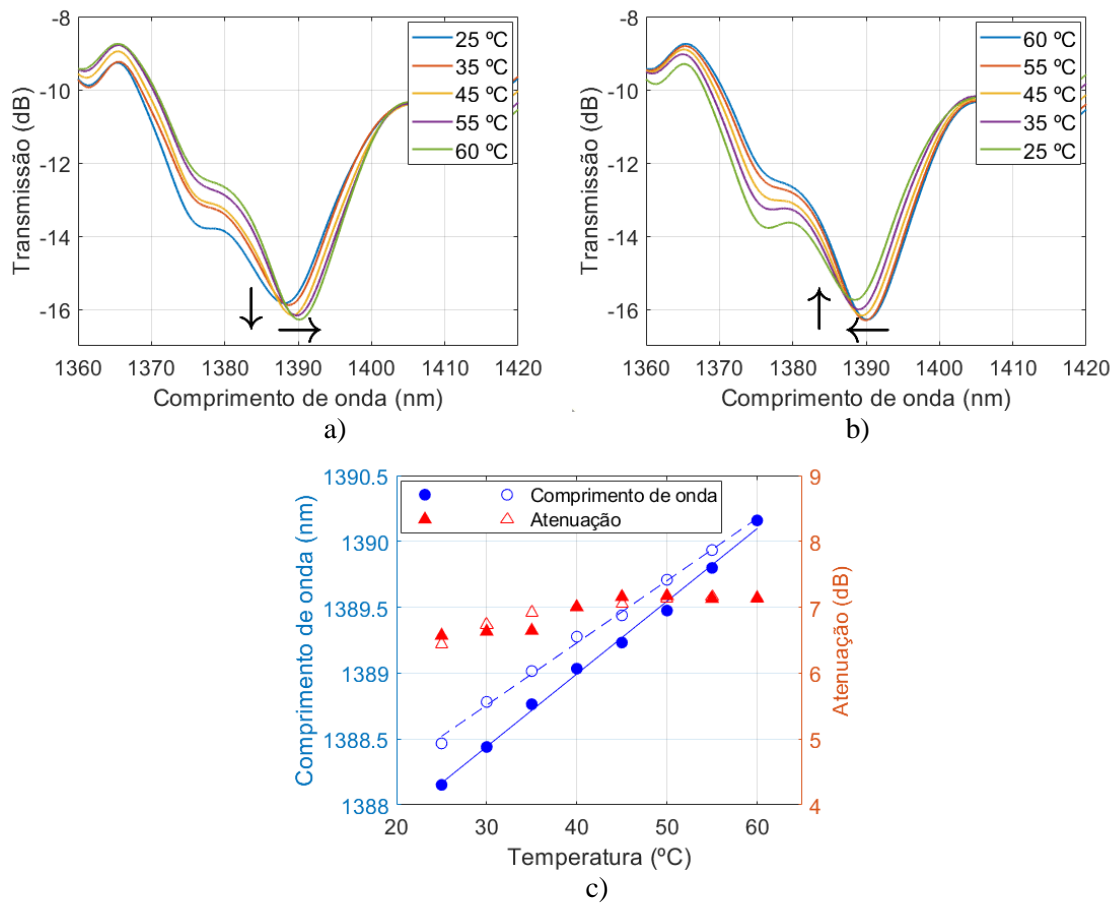 -8
-10
-12
-14
-16
Transmissão (dB)
25 ºC
35 ºC
45 ºC
55 ºC
60 ºC
1360 1370 1380 1390 1400 1410 1420
Comprimento de onda (nm)
a)
-8
-10
-12
-14
-16
Transmissão (dB)
60 ºC
55 ºC
45 ºC
35 ºC
25 ºC
1360 1370 1380 1390 1400 1410 1420
Comprimento de onda (nm)
b)
1390.5
1390
1389.5
1389
1388.5
1388
Comprimento de onda (nm)
Comprimento de onda
Atenuação
9
8
7
6
5
4
Atenuação (dB)
20 30 40 50 60
Temperatura (ºC)
c)